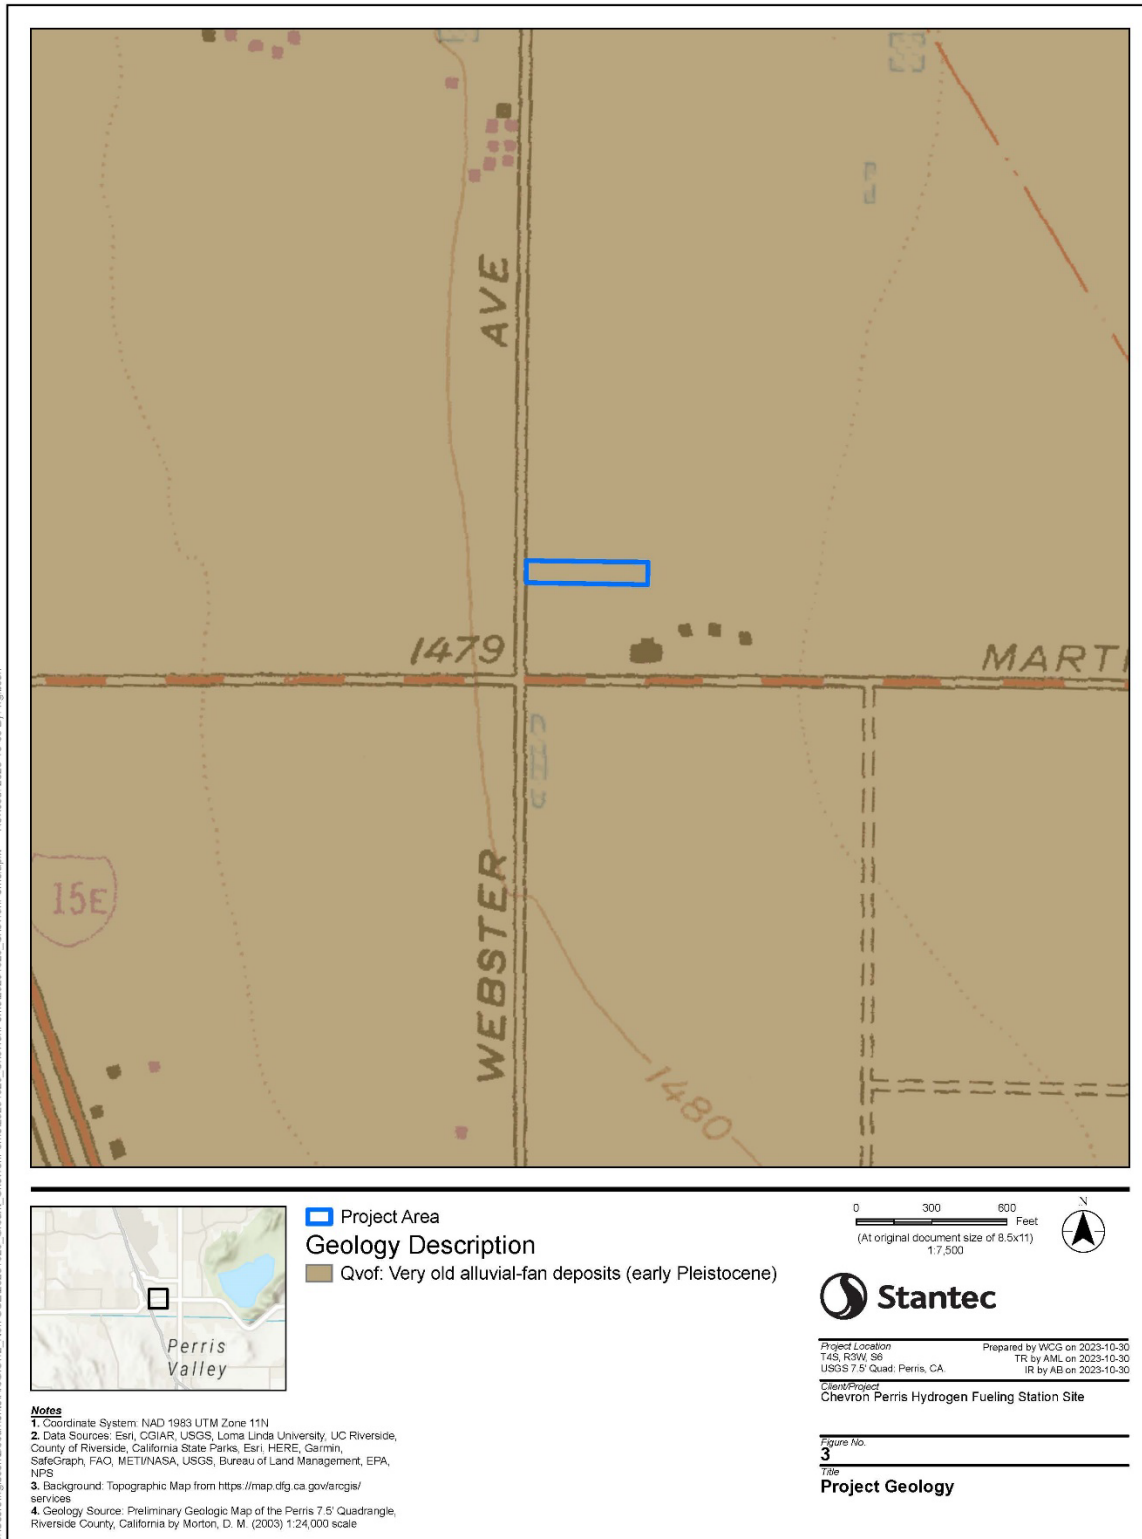 AVE
1479
MARTI
15E
WEBSTER
1480
Perris
Valley
Project Area
Geology Description
Qvof: Very old alluvial-fan deposits (early Pleistocene)
0 300 600
Feet
(At original document size of 8.5x11)
1:7,500
N
Stantec
Project Location
T4S, R3W, S6
USGS 7.5' Quad: Perris, CA.
Prepared by WCG on 2023-10-30
TR by AML on 2023-10-30
IR by AB on 2023-10-30
Client/Project
Chevron Perris Hydrogen Fueling Station Site
Figure No.
3
Title
Project Geology
Notes
1. Coordinate System: NAD 1983 UTM Zone 11N
2. Data Sources: Esri, CGIAR, USGS, Loma Linda University, UC Riverside,
County of Riverside, California State Parks, Esri, HERE, Garmin,
SafeGraph, FAO, METI/NASA, USGS, Bureau of Land Management, EPA,
NPS
3. Background: Topographic Map from https://map.dfg.ca.gov/arcgis/
services
4. Geology Source: Preliminary Geologic Map of the Perris 7.5' Quadrangle,
Riverside County, California by Morton, D. M. (2003) 1:24,000 scale